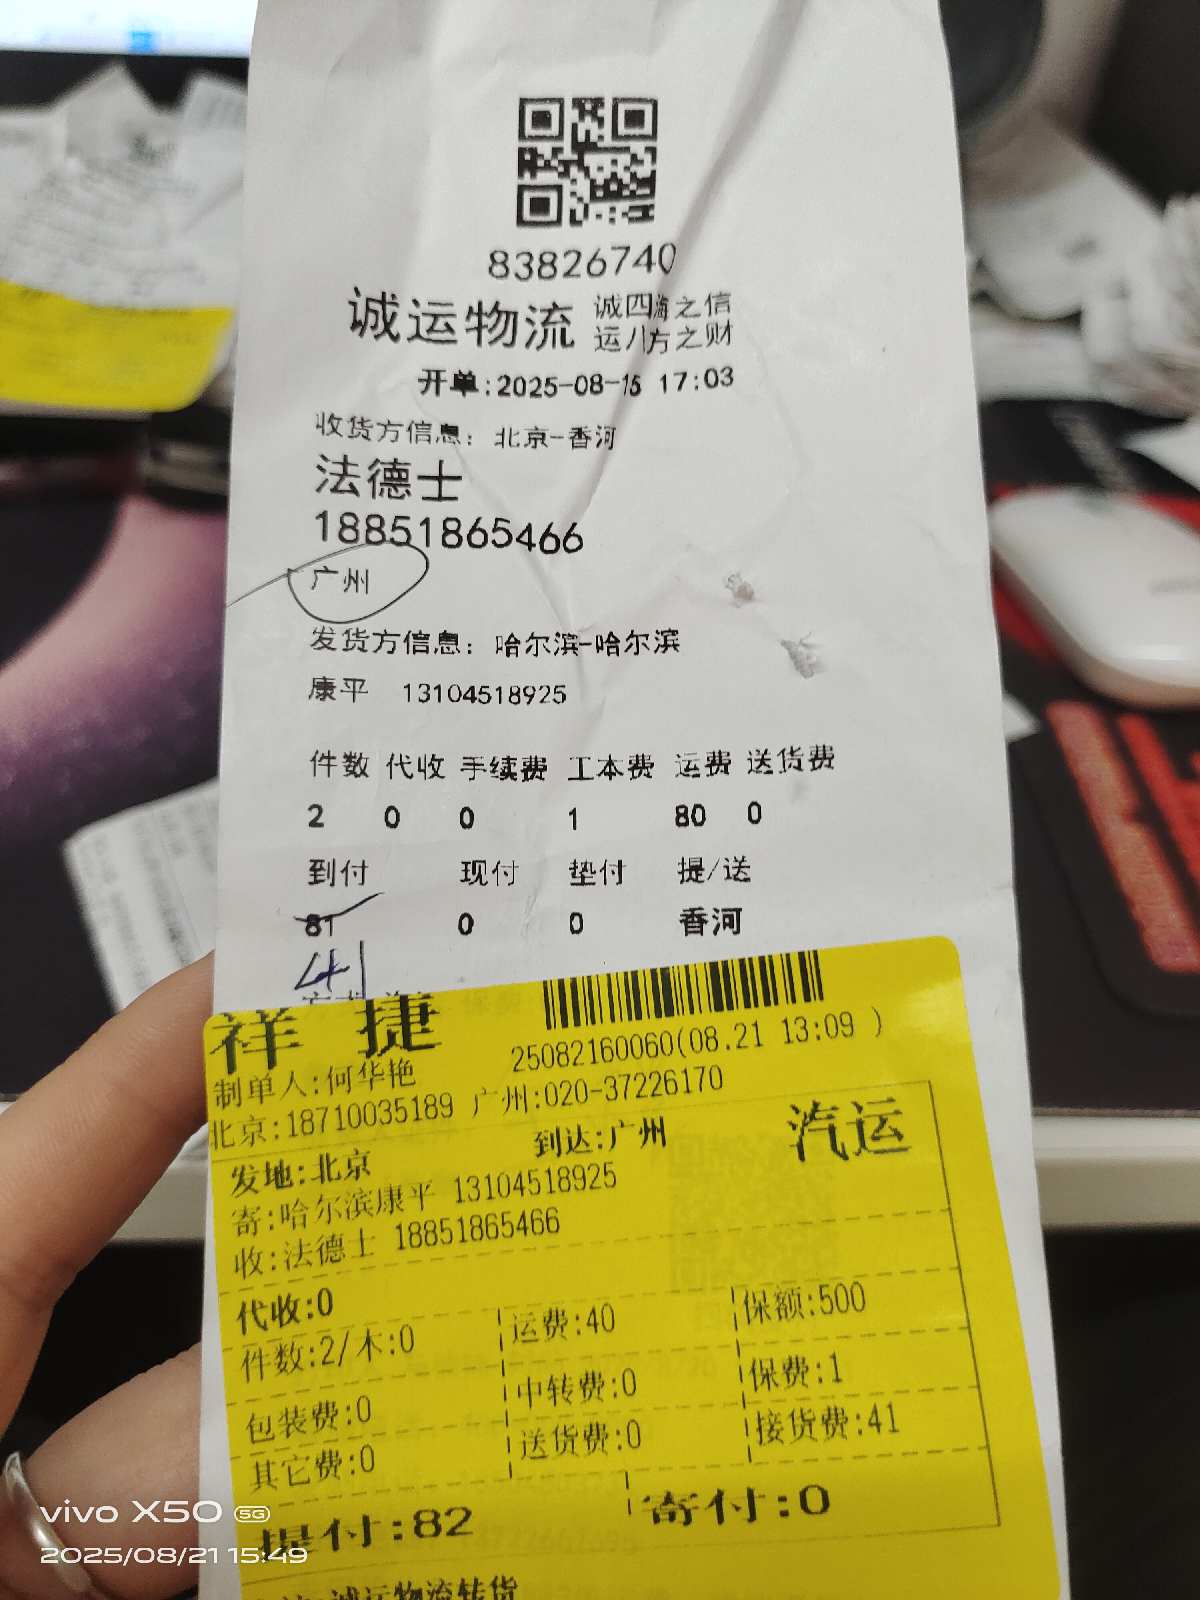 83826740
诚运物流 诚四海之信
运八方之财
开单:2025-08-15 17:03
收货方信息: 北京-香河
法德士
18851865466
广州
发货方信息: 哈尔滨-哈尔滨
康平 13104518925
件数 代收 手续费 工本费 运费 送货费
2 0 0 1 80 0
到付 现付 垫付 提/送
81 0 0 香河
41
保费
祥 捷
25082160060(08.21 13:09 )
制单人:何华艳
北京:18710035189 广州:020-37226170
发地:北京 到达:广州 汽运
寄:哈尔滨康平 13104518925
收:法德士 18851865466
代收:0
件数:2/木:0 运费:40 保额:500
包装费:0 中转费:0 保费:1
其它费:0 送货费:0 接货费:41
提付:82 寄付:0
诚运物流转货
vivo X50 5G
2025/08/21 15:49